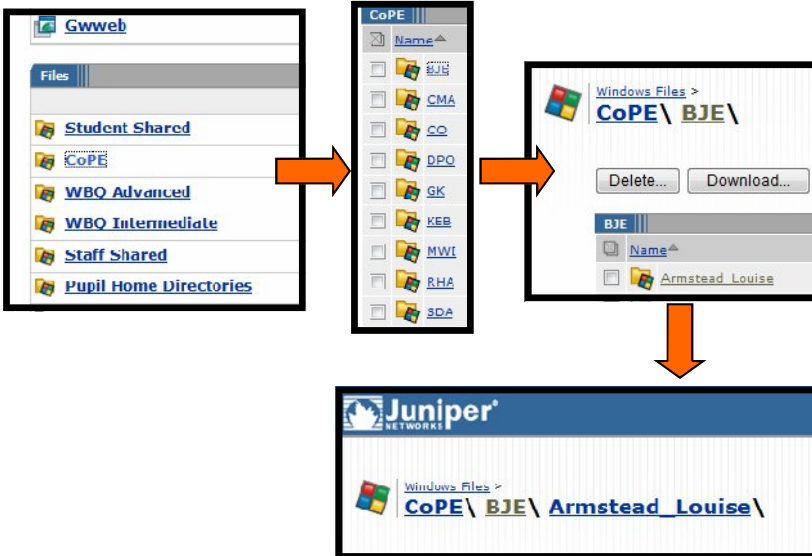 Gwweb
Files
Student Shared
CoPE
WBQ Advanced
WBQ Intermediate
Staff Shared
Pupil Home Directories
CoPE
Name
BJE
CMA
CO
DPO
GK
KEB
MWI
RHA
SDA
Windows Files >
CoPE\ BJE\
Delete... Download...
BJE
Name
Armstead_Louise
Juniper
NETWORKS
Windows Files >
CoPE\ BJE\ Armstead_Louise\